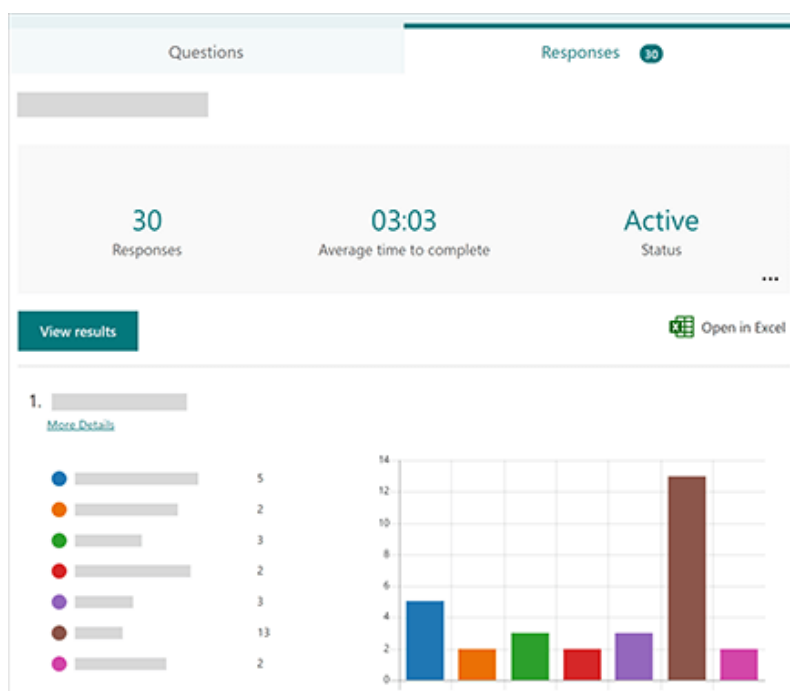 Questions
Responses 30
30
Responses
03:03
Average time to complete
Active
Status
...
View results
Open in Excel
1.
More Details
5
2
3
2
3
13
2
14
12
10
8
6
4
2
0